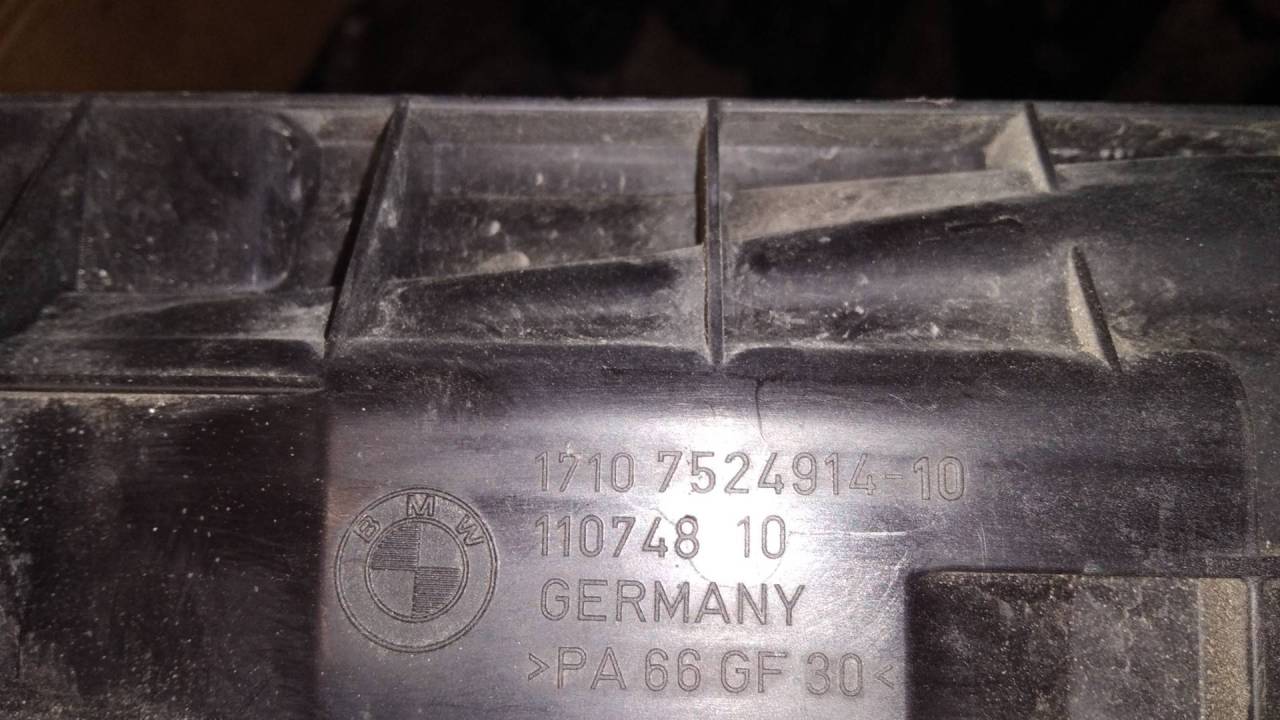 1710 7524914-10
110748 10
BMW
GERMANY
>PA 66 GF 30<